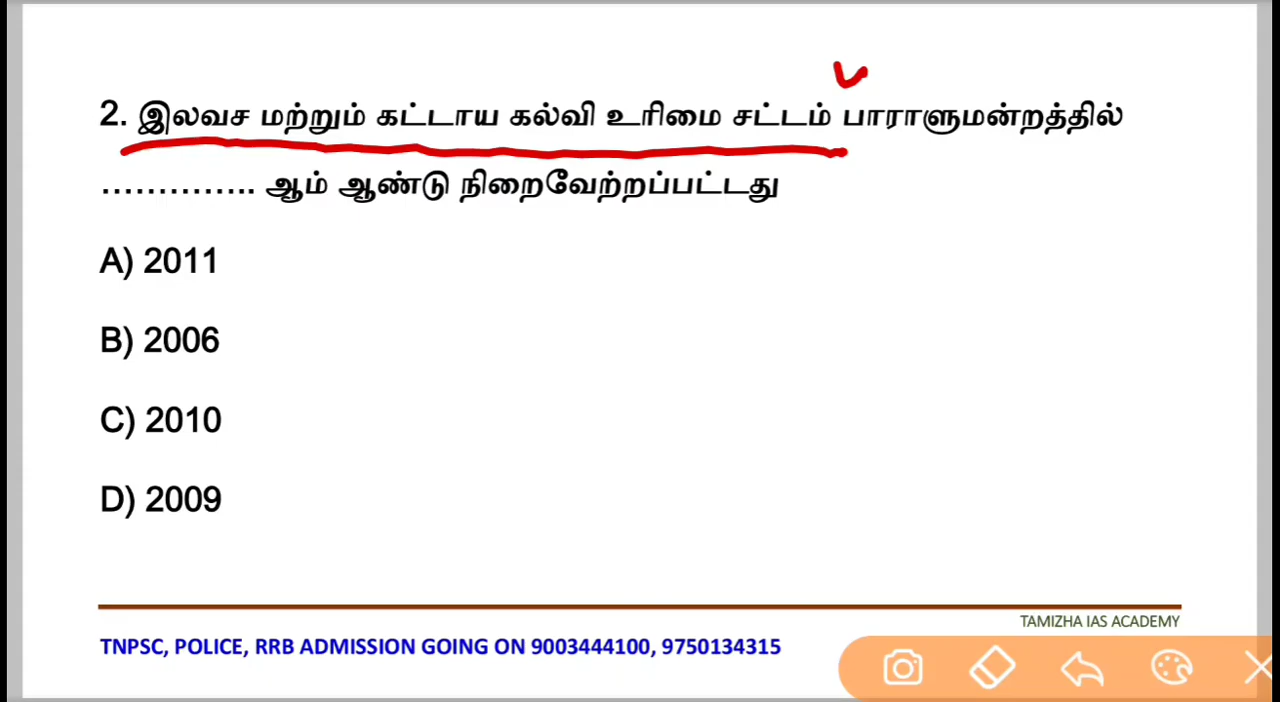 2. இலவச மற்றும் கட்டாய கல்வி உரிமை சட்டம் பாராளுமன்றத்தில்
.............. ஆம் ஆண்டு நிறைவேற்றப்பட்டது
A) 2011
B) 2006
C) 2010
D) 2009
TAMIZHA IAS ACADEMY
TNPSC, POLICE, RRB ADMISSION GOING ON 9003444100, 9750134315